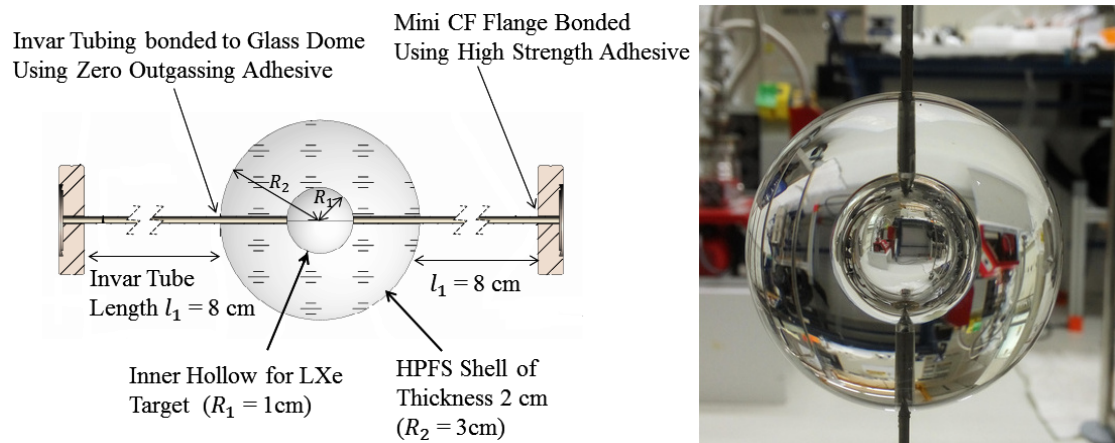 Invar Tubing bonded to Glass Dome
Using Zero Outgassing Adhesive
Mini CF Flange Bonded
Using High Strength Adhesive
R₂
R₁
Invar Tube
Length l₁ = 8 cm
l₁ = 8 cm
Inner Hollow for LXe
Target (R₁ = 1cm)
HPFS Shell of
Thickness 2 cm
(R₂ = 3cm)